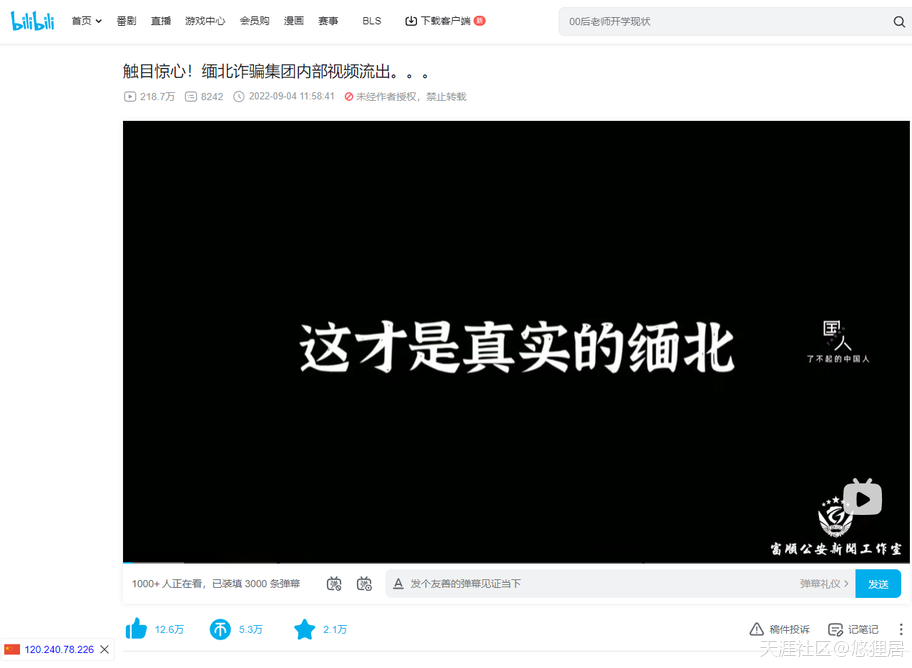 bilibili 首页 番剧 直播 游戏中心 会员购 漫画 赛事 BLS 下载客户端 新 00后老师开学现状
触目惊心！缅北诈骗集团内部视频流出。。。
218.7万 8242 2022-09-04 11:58:41 未经作者授权，禁止转载
这才是真实的缅北
国人
了不起的中国人
富顺公安新闻工作室
1000+ 人正在看，已装填 3000 条弹幕 发个友善的弹幕见证当下 弹幕礼仪 发送
12.6万 5.3万 2.1万 稿件投诉 记笔记
天涯社区@悠狸居
120.240.78.226